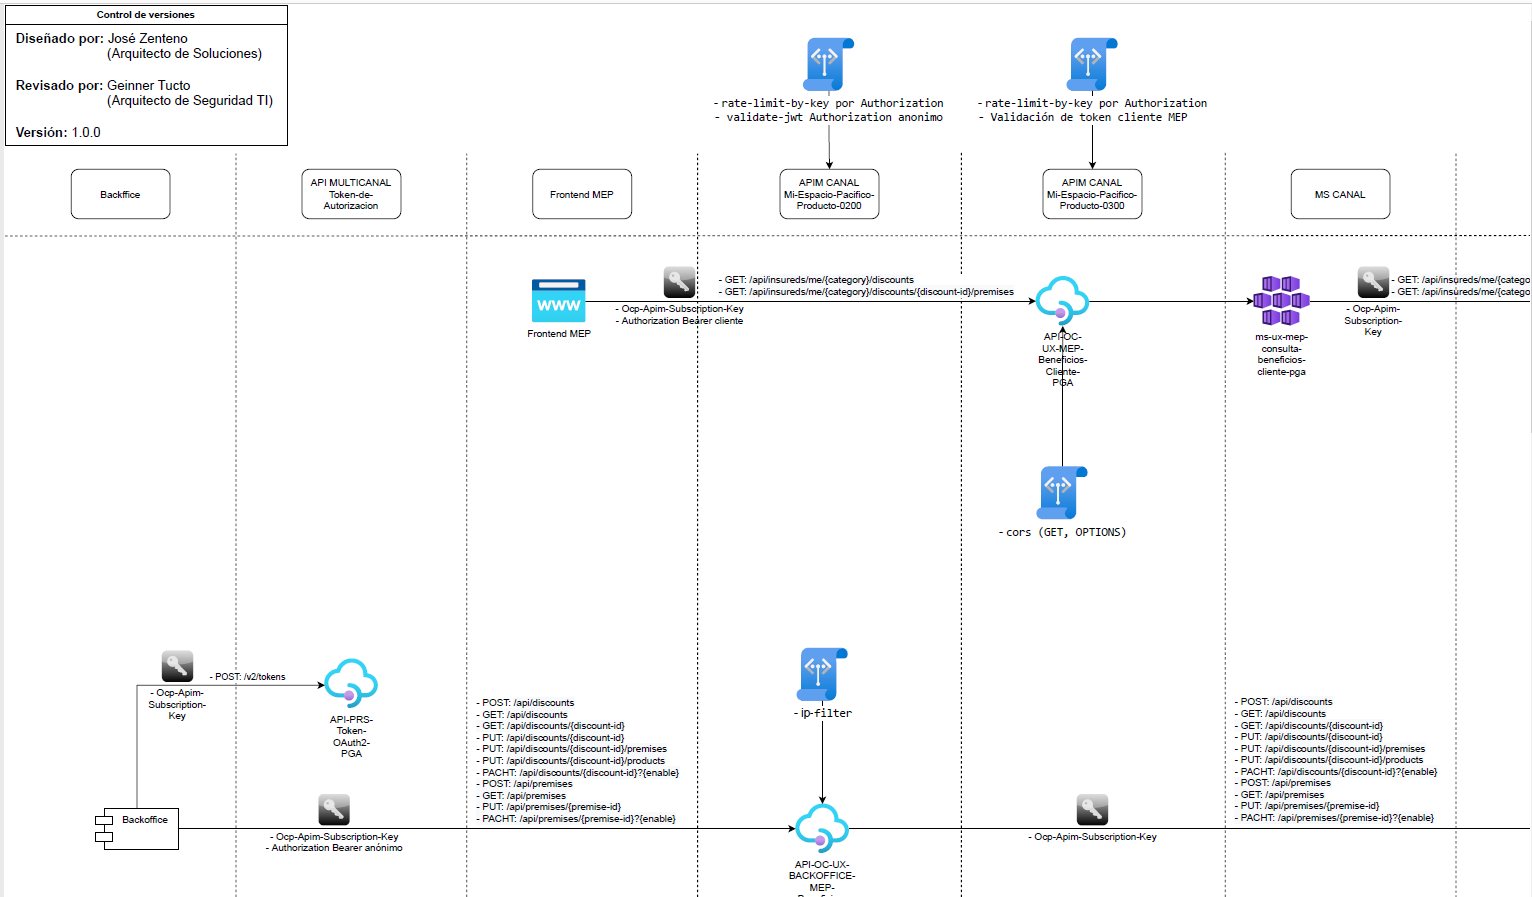 Control de versiones
Diseñado por: José Zenteno
(Arquitecto de Soluciones)
Revisado por: Geinner Tucto
(Arquitecto de Seguridad TI)
Versión: 1.0.0
- rate-limit-by-key por Authorization
- validate-jwt Authorization anonimo
- rate-limit-by-key por Authorization
- Validación de token cliente MEP
Backffice
API MULTICANAL
Token-de-
Autorizacion
Frontend MEP
APIM CANAL
Mi-Espacio-Pacifico-
Producto-0200
APIM CANAL
Mi-Espacio-Pacifico-
Producto-0300
MS CANAL
WWW
Frontend MEP
- GET: /api/insureds/me/{category}/discounts
- GET: /api/insureds/me/{category}/discounts/{discount-id}/premises
- Ocp-Apim-Subscription-Key
- Authorization Bearer cliente
API-OC-
UX-MEP-
Beneficios-
Cliente-
PGA
ms-ux-mep-
consulta-
beneficios-
cliente-pga
- GET: /api/insureds/me/{catego
- GET: /api/insureds/me/{catego
- Ocp-Apim-
Subscription-
Key
- cors (GET, OPTIONS)
- POST: /v2/tokens
- Ocp-Apim-
Subscription-
Key
API-PRS-
Token-
OAuth2-
PGA
- POST: /api/discounts
- GET: /api/discounts
- GET: /api/discounts/{discount-id}
- PUT: /api/discounts/{discount-id}
- PUT: /api/discounts/{discount-id}/premises
- PUT: /api/discounts/{discount-id}/products
- PACHT: /api/discounts/{discount-id}?{enable}
- POST: /api/premises
- GET: /api/premises
- PUT: /api/premises/{premise-id}
- PACHT: /api/premises/{premise-id}?{enable}
- ip-filter
- POST: /api/discounts
- GET: /api/discounts
- GET: /api/discounts/{discount-id}
- PUT: /api/discounts/{discount-id}
- PUT: /api/discounts/{discount-id}/premises
- PUT: /api/discounts/{discount-id}/products
- PACHT: /api/discounts/{discount-id}?{enable}
- POST: /api/premises
- GET: /api/premises
- PUT: /api/premises/{premise-id}
- PACHT: /api/premises/{premise-id}?{enable}
Backoffice
- Ocp-Apim-Subscription-Key
- Authorization Bearer anónimo
- Ocp-Apim-Subscription-Key
API-OC-UX-
BACKOFFICE-
MEP-